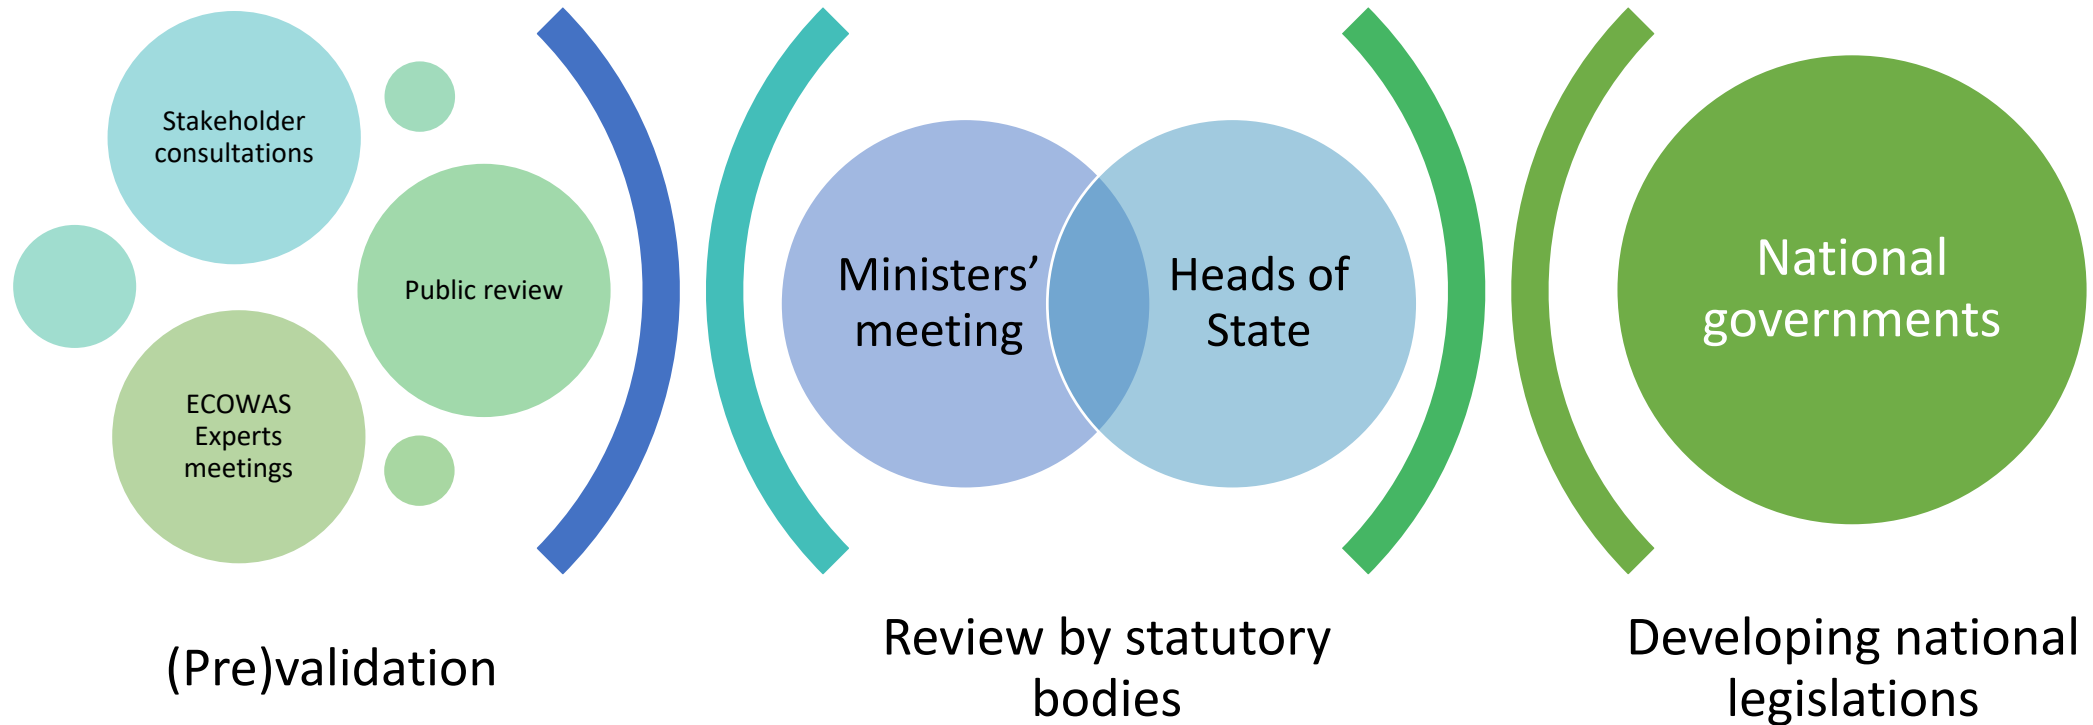 Stakeholder
consultations
Public review
ECOWAS
Experts
meetings
(Pre)validation
Ministers’
meeting
Heads of
State
Review by statutory
bodies
National
governments
Developing national
legislations